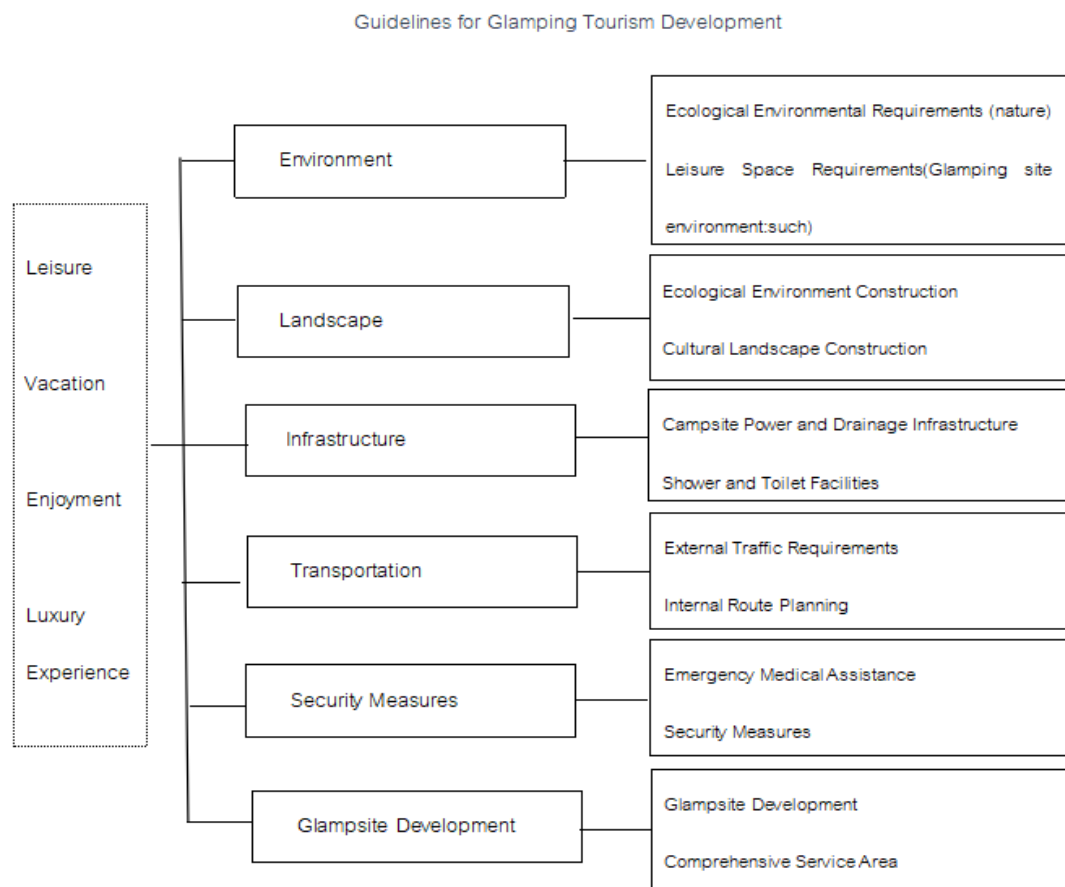 Guidelines for Glamping Tourism Development
Leisure
Vacation
Enjoyment
Luxury
Experience
Environment
Ecological Environmental Requirements (nature)
Leisure Space Requirements(Glamping site
environment:such)
Landscape
Ecological Environment Construction
Cultural Landscape Construction
Infrastructure
Campsite Power and Drainage Infrastructure
Shower and Toilet Facilities
Transportation
External Traffic Requirements
Internal Route Planning
Security Measures
Emergency Medical Assistance
Security Measures
Glampsite Development
Glampsite Development
Comprehensive Service Area